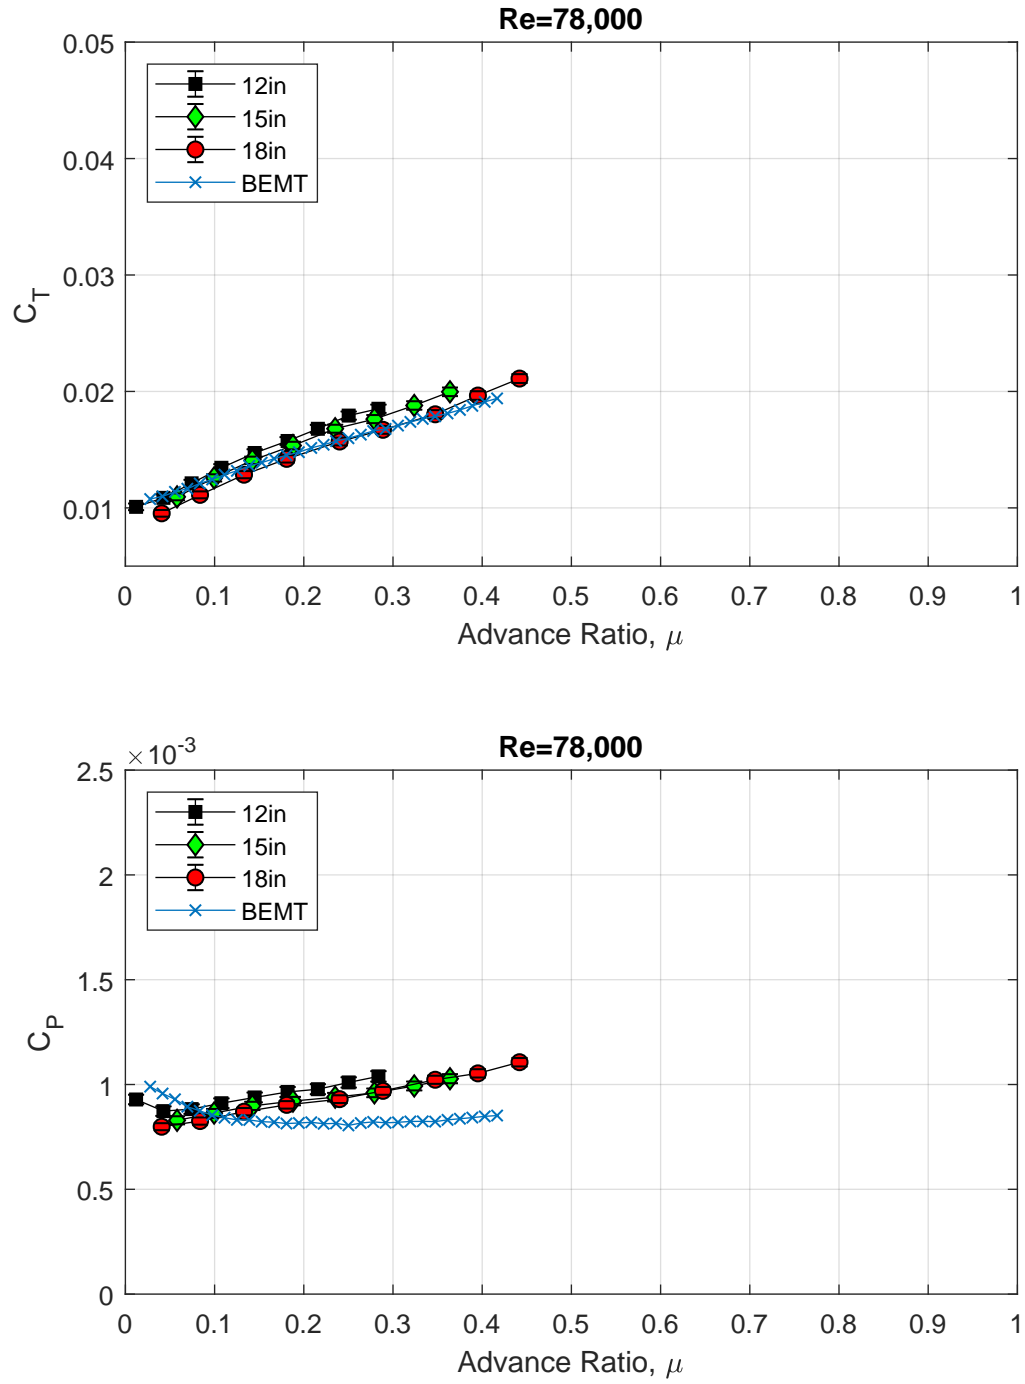 Re=78,000
0.05
0.04
0.03
0.02
0.01
C_T
12in
15in
18in
BEMT
0 0.1 0.2 0.3 0.4 0.5 0.6 0.7 0.8 0.9 1
Advance Ratio, μ
×10^-3
Re=78,000
2.5
2
1.5
1
0.5
0
C_P
12in
15in
18in
BEMT
0 0.1 0.2 0.3 0.4 0.5 0.6 0.7 0.8 0.9 1
Advance Ratio, μ